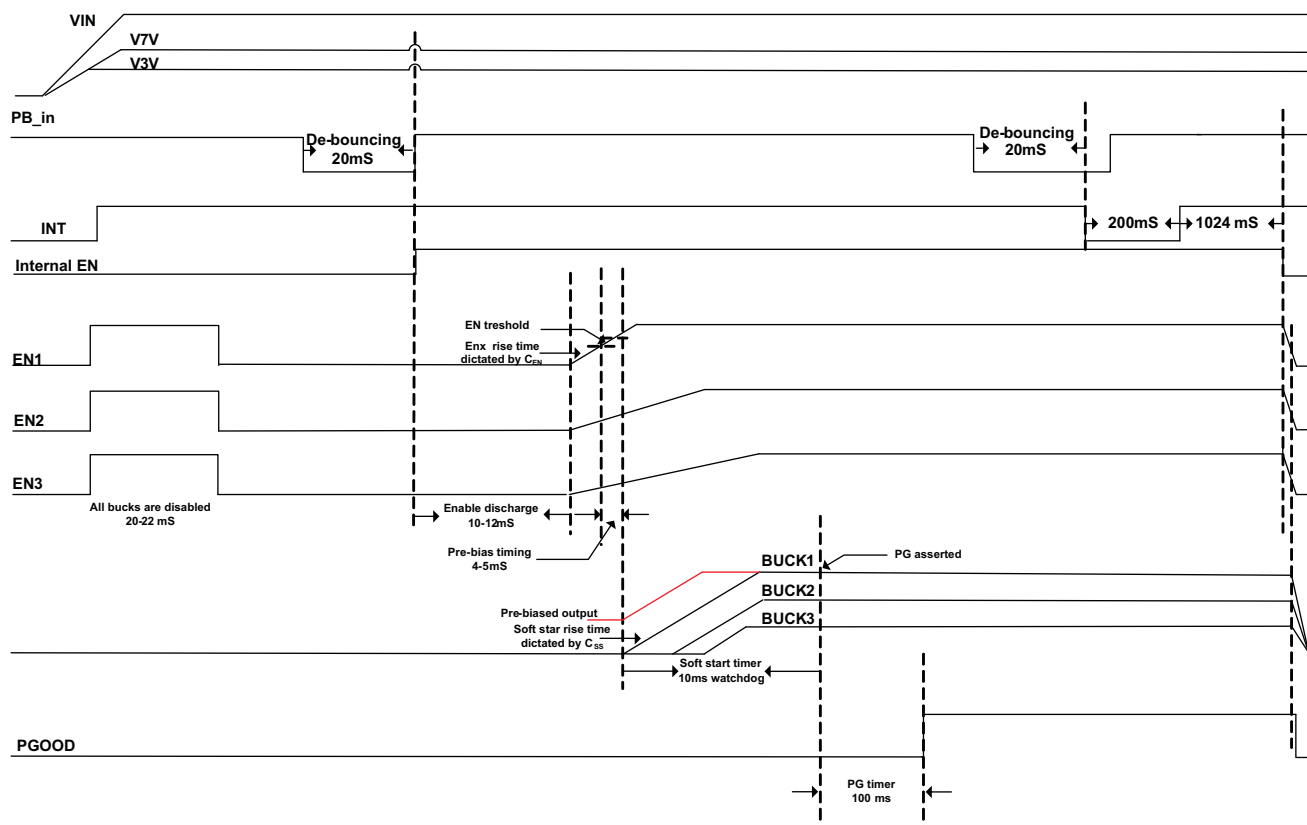 VIN
V7V
V3V
PB_in
De-bouncing
20mS
De-bouncing
20mS
INT
200mS
1024 mS
Internal EN
EN treshold
Enx rise time
dictated by CEN
EN1
EN2
EN3
All bucks are disabled
20-22 mS
Enable discharge
10-12mS
Pre-bias timing
4-5mS
BUCK1
PG asserted
BUCK2
Pre-biased output
BUCK3
Soft star rise time
dictated by CSS
Soft start timer
10ms watchdog
PGOOD
PG timer
100 ms